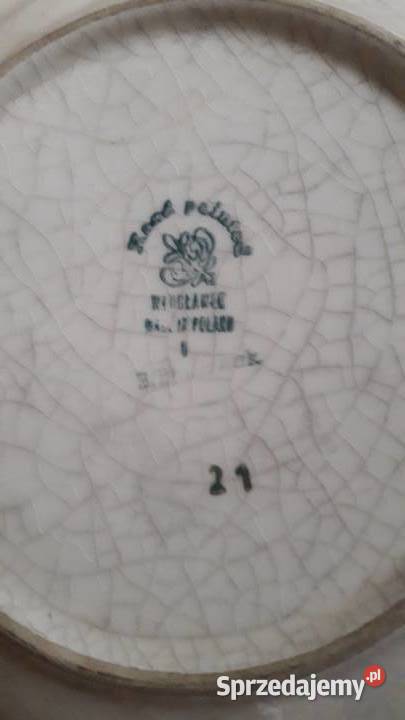 Hand painted
WŁOCŁAWEK
MADE IN POLAND
21
Sprzedajemy.pl